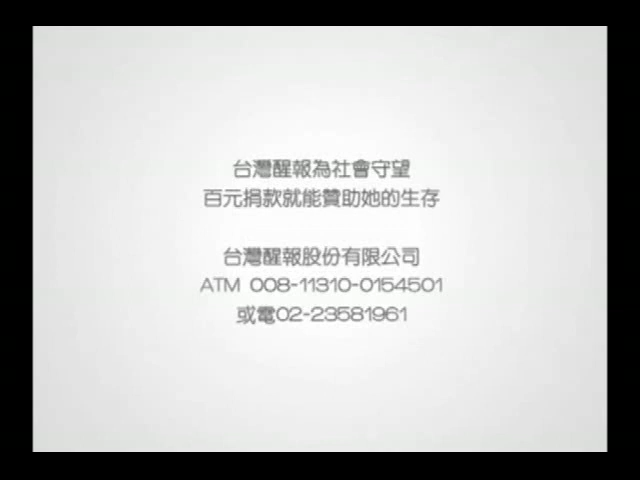 台灣醒報為社會守望
百元捐款就能贊助她的生存
台灣醒報股份有限公司
ATM 008-11310-0154501
或電02-23581961